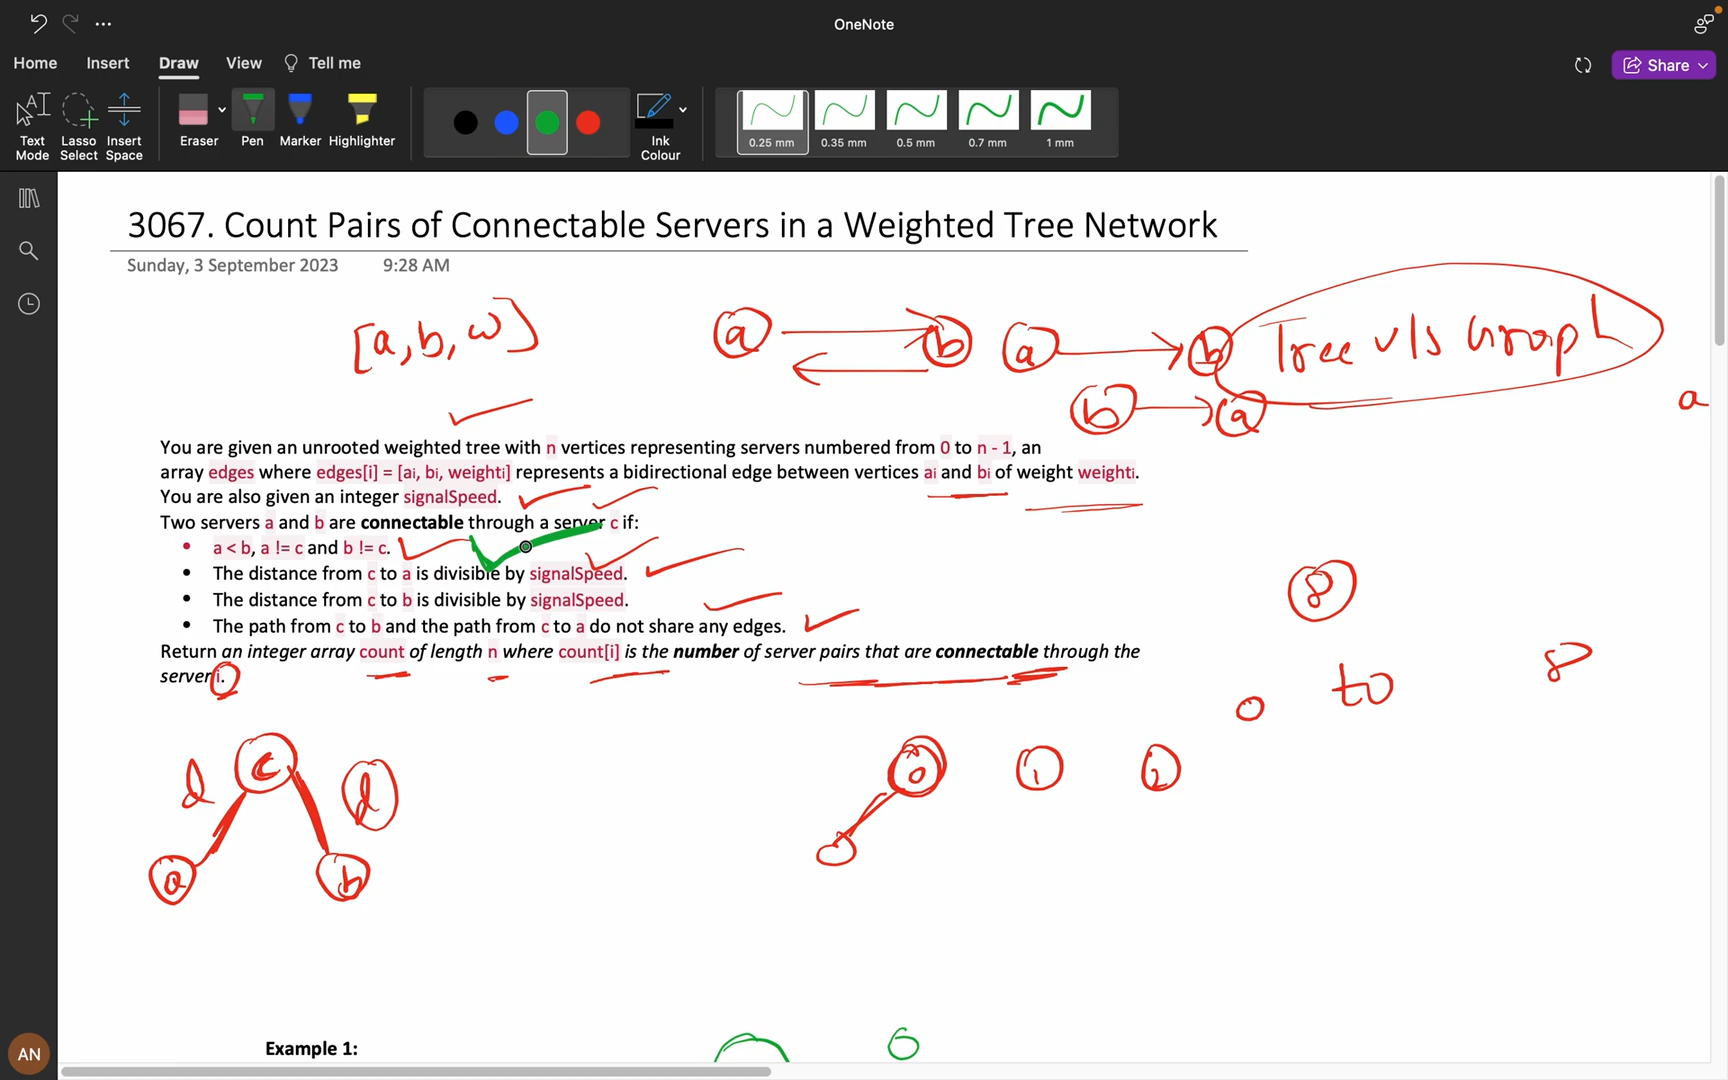 OneNote
Home Insert Draw View Tell me
Share
Text Mode
Lasso Select
Insert Space
Eraser
Pen
Marker
Highlighter
Ink Colour
0.25 mm
0.35 mm
0.5 mm
0.7 mm
1 mm
3067. Count Pairs of Connectable Servers in a Weighted Tree Network
Sunday, 3 September 2023 9:28 AM
[a, b, w]
a b a b Tree v/s Graph
b a
a
You are given an unrooted weighted tree with n vertices representing servers numbered from 0 to n - 1, an
array edges where edges[i] = [ai, bi, weighti] represents a bidirectional edge between vertices ai and bi of weight weighti.
You are also given an integer signalSpeed.
Two servers a and b are connectable through a server c if:
• a < b, a != c and b != c.
• The distance from c to a is divisible by signalSpeed.
• The distance from c to b is divisible by signalSpeed.
• The path from c to b and the path from c to a do not share any edges.
Return an integer array count of length n where count[i] is the number of server pairs that are connectable through the
server i.
8
0 to 8
d c d
a b
0 1 2
Example 1:
AN